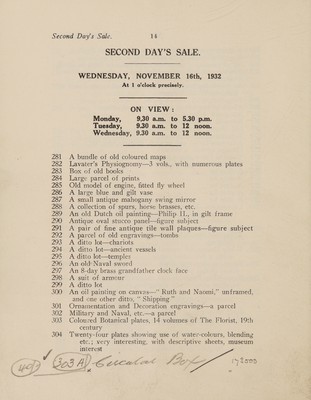 Second Day's Sale. 14
SECOND DAY'S SALE.
WEDNESDAY, NOVEMBER 16th, 1932
At 1 o'clock precisely.
ON VIEW:
Monday, 9.30 a.m. to 5.30 p.m.
Tuesday, 9.30 a.m. to 12 noon.
Wednesday, 9.30 a.m. to 12 noon.
281 A bundle of old coloured maps
282 Lavater's Physiognomy—3 vols., with numerous plates
283 Box of old books
284 Large parcel of prints
285 Old model of engine, fitted fly wheel
286 A large blue and gilt vase
287 A small antique mahogany swing mirror
288 A collection of spurs, horse brasses, etc.
289 An old Dutch oil painting—Philip II., in gilt frame
290 Antique oval stucco panel—figure subject
291 A pair of fine antique tile wall plaques—figure subject
292 A parcel of old engravings—tombs
293 A ditto lot—chariots
294 A ditto lot—ancient vessels
295 A ditto lot—temples
296 An old Naval sword
297 An 8-day brass grandfather clock face
298 A suit of armour
299 A ditto lot
300 An oil painting on canvas—" Ruth and Naomi," unframed,
and one other ditto, " Shipping "
301 Ornamentation and Decoration engravings—a parcel
302 Military and Naval, etc.—a parcel
303 Coloured Botanical plates, 14 volumes of The Florist, 19th
century
304 Twenty-four plates showing use of water-colours, blending
etc.; very interesting, with descriptive sheets, museum
interest
303A Circular Box